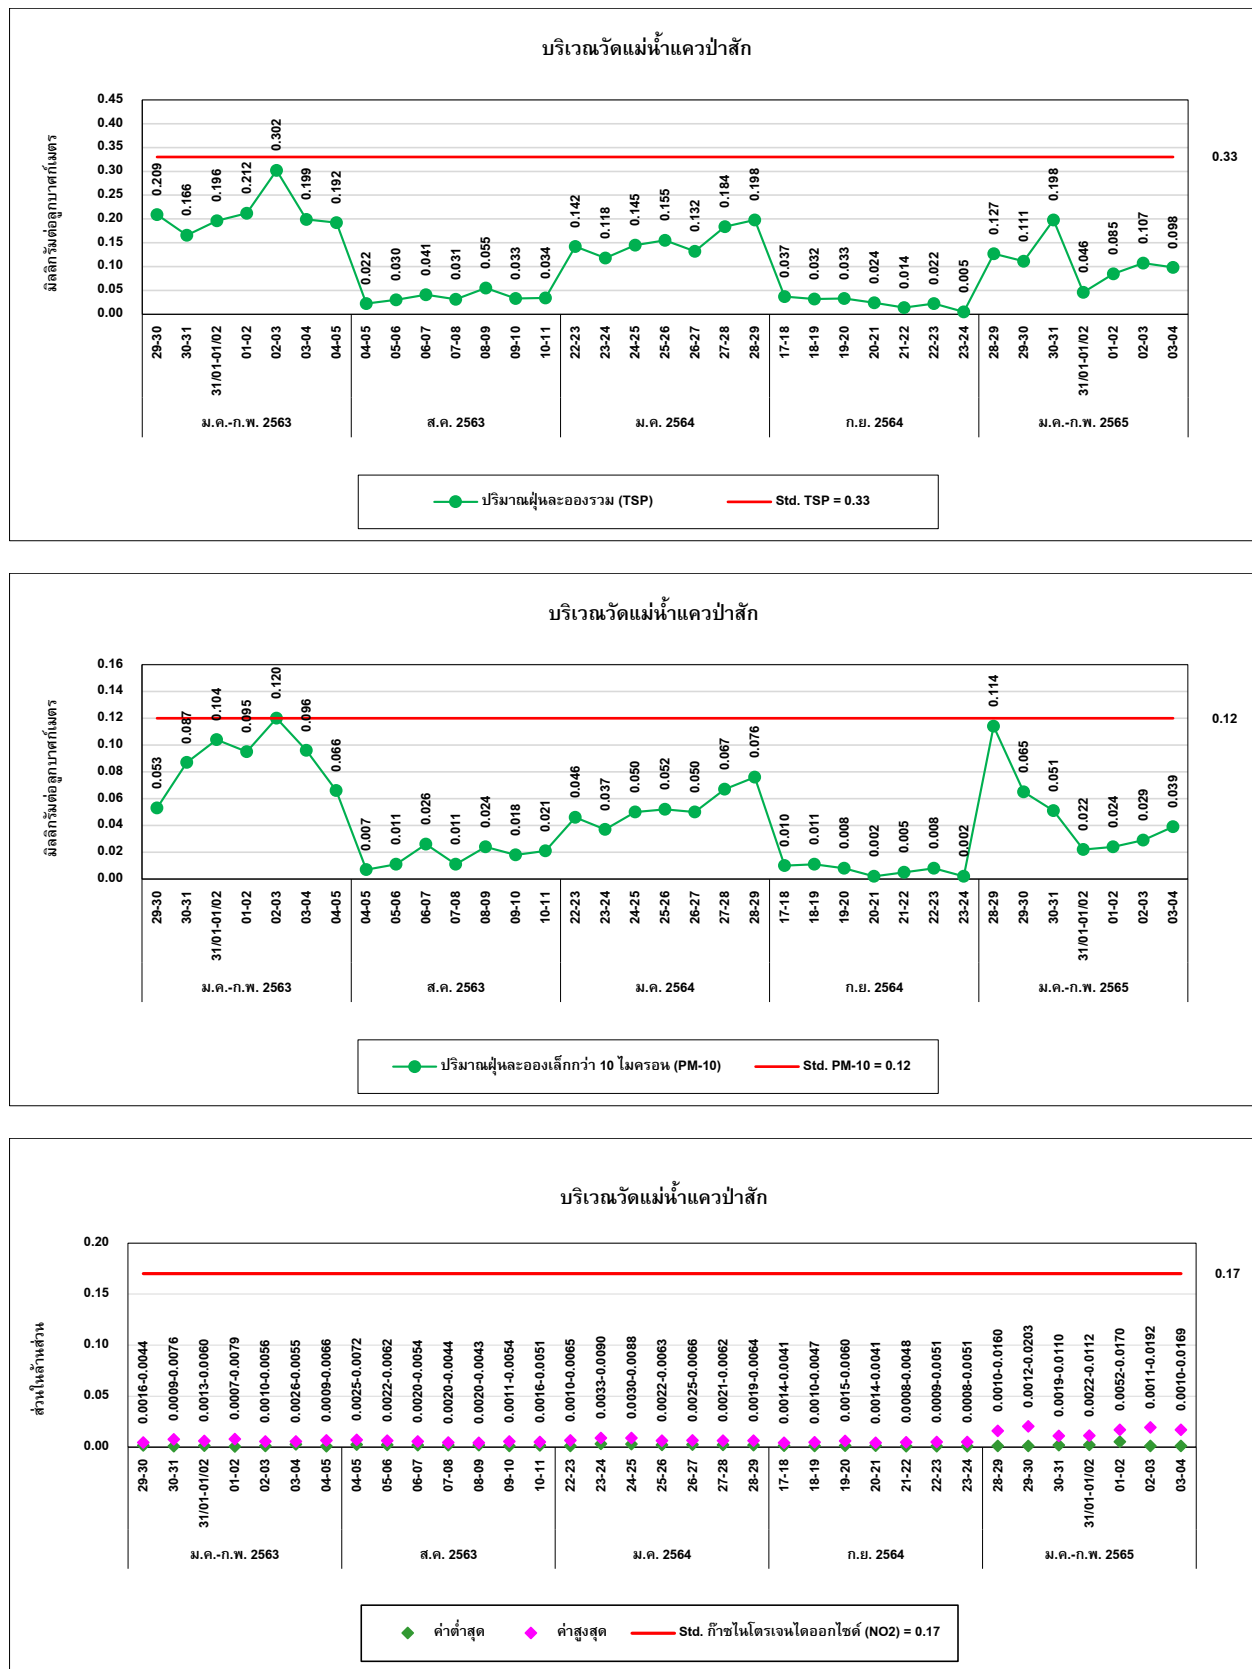 บริเวณวัดแม่น้ำแควป่าสัก
มิลลิกรัมต่อลูกบาศก์เมตร
0.45
0.40
0.35
0.30
0.25
0.20
0.15
0.10
0.05
0.00
0.209 0.166 0.196 0.212 0.302 0.199 0.192 0.022 0.030 0.041 0.031 0.055 0.033 0.034 0.142 0.118 0.145 0.155 0.132 0.184 0.198 0.037 0.032 0.033 0.024 0.014 0.022 0.005 0.127 0.111 0.198 0.046 0.085 0.107 0.098
0.33
29-30 30-31 31/01-01/02 01-02 02-03 03-04 04-05 04-05 05-06 06-07 07-08 08-09 09-10 10-11 22-23 23-24 24-25 25-26 26-27 27-28 28-29 17-18 18-19 19-20 20-21 21-22 22-23 23-24 28-29 29-30 30-31 31/01-01/02 01-02 02-03 03-04
ม.ค.-ก.พ. 2563 ส.ค. 2563 ม.ค. 2564 ก.ย. 2564 ม.ค.-ก.พ. 2565
ปริมาณฝุ่นละอองรวม (TSP) Std. TSP = 0.33
บริเวณวัดแม่น้ำแควป่าสัก
มิลลิกรัมต่อลูกบาศก์เมตร
0.16
0.14
0.12
0.10
0.08
0.06
0.04
0.02
0.00
0.053 0.087 0.104 0.095 0.120 0.096 0.066 0.007 0.011 0.026 0.011 0.024 0.018 0.021 0.046 0.037 0.050 0.052 0.050 0.067 0.076 0.010 0.011 0.008 0.002 0.005 0.008 0.002 0.114 0.065 0.051 0.022 0.024 0.029 0.039
0.12
29-30 30-31 31/01-01/02 01-02 02-03 03-04 04-05 04-05 05-06 06-07 07-08 08-09 09-10 10-11 22-23 23-24 24-25 25-26 26-27 27-28 28-29 17-18 18-19 19-20 20-21 21-22 22-23 23-24 28-29 29-30 30-31 31/01-01/02 01-02 02-03 03-04
ม.ค.-ก.พ. 2563 ส.ค. 2563 ม.ค. 2564 ก.ย. 2564 ม.ค.-ก.พ. 2565
ปริมาณฝุ่นละอองเล็กกว่า 10 ไมครอน (PM-10) Std. PM-10 = 0.12
บริเวณวัดแม่น้ำแควป่าสัก
ส่วนในล้านส่วน
0.20
0.15
0.10
0.05
0.00
0.0016-0.0044 0.0009-0.0076 0.0013-0.0060 0.0007-0.0079 0.0010-0.0056 0.0026-0.0055 0.0009-0.0066 0.0025-0.0072 0.0022-0.0062 0.0020-0.0054 0.0020-0.0044 0.0020-0.0043 0.0011-0.0054 0.0016-0.0051 0.0010-0.0065 0.0033-0.0090 0.0030-0.0088 0.0022-0.0063 0.0025-0.0066 0.0021-0.0062 0.0019-0.0064 0.0014-0.0041 0.0010-0.0047 0.0015-0.0060 0.0014-0.0041 0.0008-0.0048 0.0009-0.0051 0.0008-0.0051 0.0010-0.0160 0.0012-0.0203 0.0019-0.0110 0.0022-0.0112 0.0052-0.0170 0.0011-0.0192 0.0010-0.0169
0.17
29-30 30-31 31/01-01/02 01-02 02-03 03-04 04-05 04-05 05-06 06-07 07-08 08-09 09-10 10-11 22-23 23-24 24-25 25-26 26-27 27-28 28-29 17-18 18-19 19-20 20-21 21-22 22-23 23-24 28-29 29-30 30-31 31/01-01/02 01-02 02-03 03-04
ม.ค.-ก.พ. 2563 ส.ค. 2563 ม.ค. 2564 ก.ย. 2564 ม.ค.-ก.พ. 2565
ค่าต่ำสุด ค่าสูงสุด Std. ก๊าซไนโตรเจนไดออกไซด์ (NO2) = 0.17